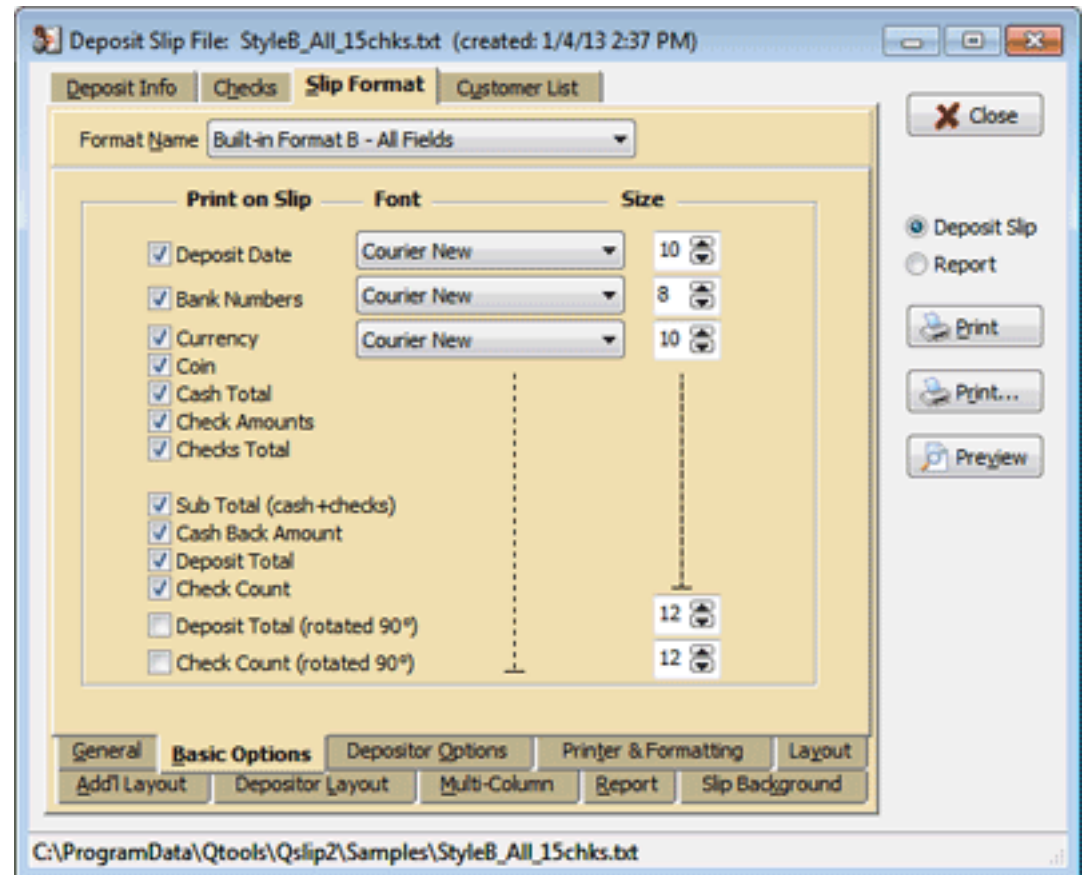 Deposit Slip File: StyleB_All_15chks.txt (created: 1/4/13 2:37 PM)
Deposit Info Checks Slip Format Customer List
Close
Format Name Built-in Format B - All Fields
Print on Slip Font Size
Deposit Slip
Report
Deposit Date Courier New 10
Bank Numbers Courier New 8
Currency Courier New 10
Coin
Cash Total
Check Amounts
Checks Total
Print
Print...
Preview
Sub Total (cash+checks)
Cash Back Amount
Deposit Total
Check Count
Deposit Total (rotated 90°) 12
Check Count (rotated 90°) 12
General Basic Options Depositor Options Printer & Formatting Layout
Add'l Layout Depositor Layout Multi-Column Report Slip Background
C:\ProgramData\Qtools\Qslip2\Samples\StyleB_All_15chks.txt